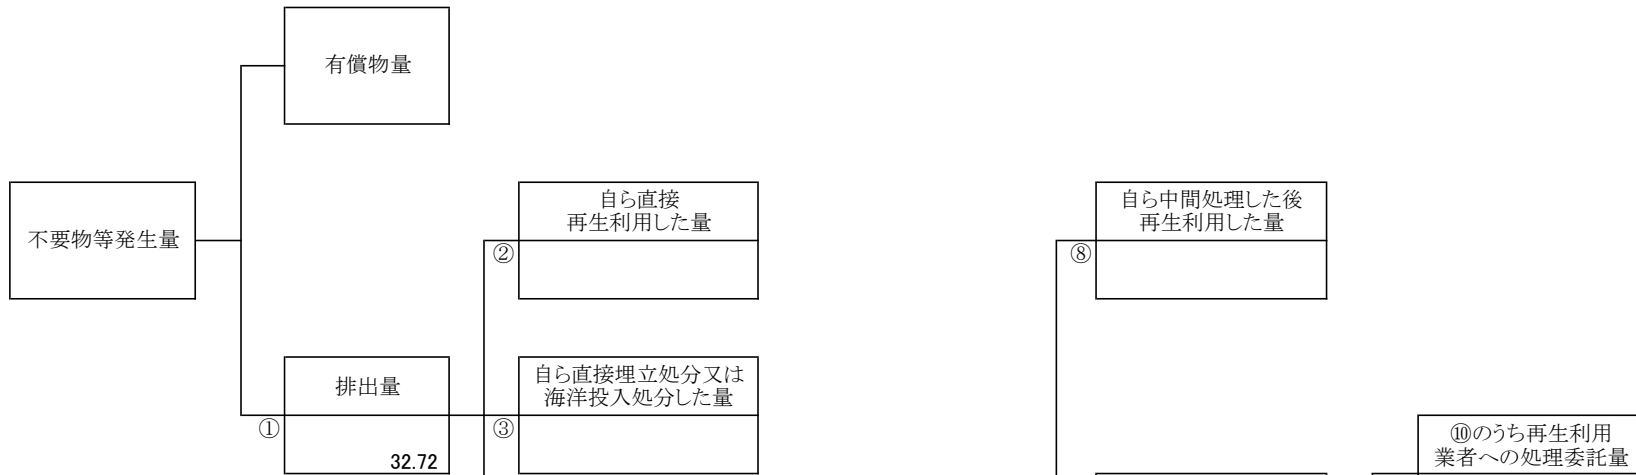 有償物量
不要物等発生量
自ら直接
再生利用した量
②
自ら中間処理した後
再生利用した量
⑧
排出量
①
32.72
自ら直接埋立処分又は
海洋投入処分した量
③
⑩のうち再生利用
業者への処理委託量